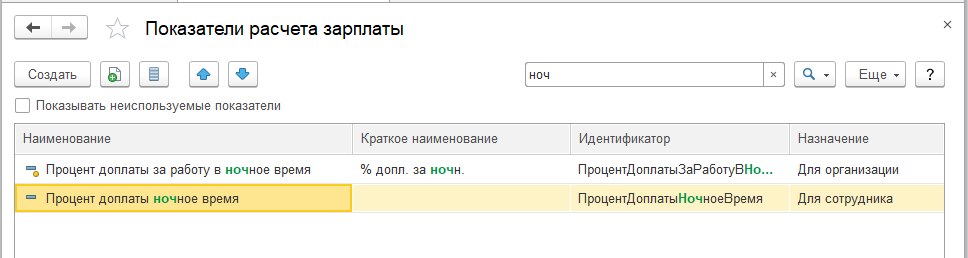 Показатели расчета зарплаты
Создать ноч Еще ?
Показывать неиспользуемые показатели
Наименование Краткое наименование Идентификатор Назначение
Процент доплаты за работу в ночное время % допл. за ночн. ПроцентДоплатыЗаРаботуВНо... Для организации
Процент доплаты ночное время ПроцентДоплатыНочноеВремя Для сотрудника